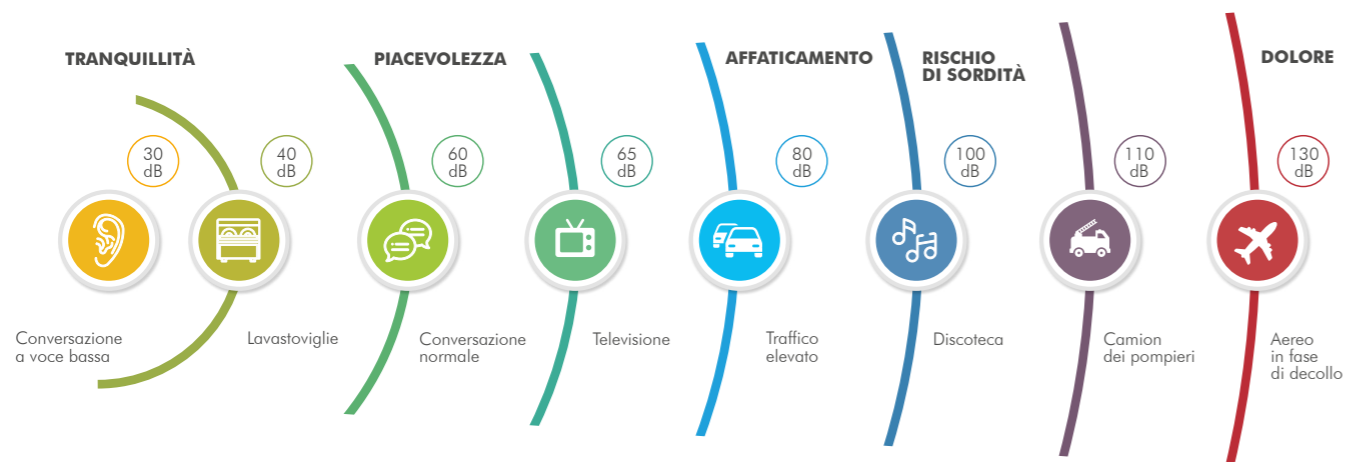 TRANQUILLITÀ
PIACEVOLEZZA
AFFATICAMENTO
RISCHIO
DI SORDITÀ
DOLORE
30
dB
40
dB
60
dB
65
dB
80
dB
100
dB
110
dB
130
dB
Conversazione
a voce bassa
Lavastoviglie
Conversazione
normale
Televisione
Traffico
elevato
Discoteca
Camion
dei pompieri
Aereo
in fase
di decollo